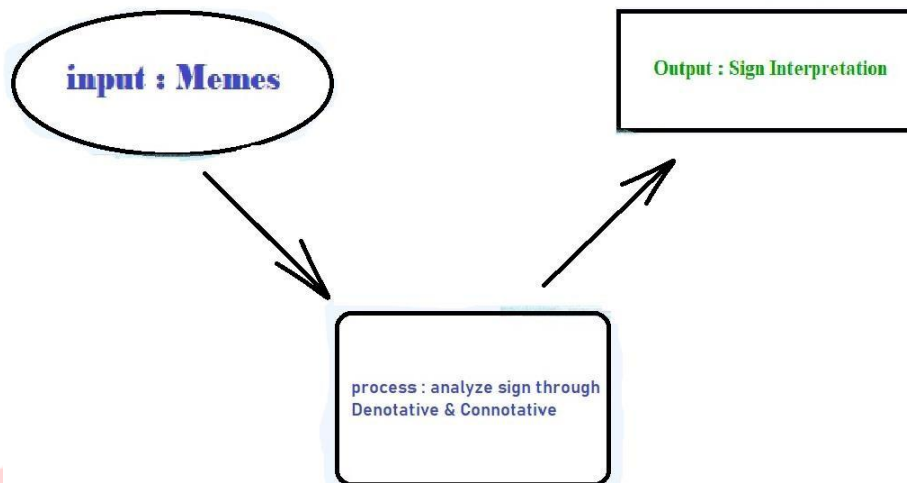 input : Memes
Output : Sign Interpretation
process : analyze sign through
Denotative & Connotative